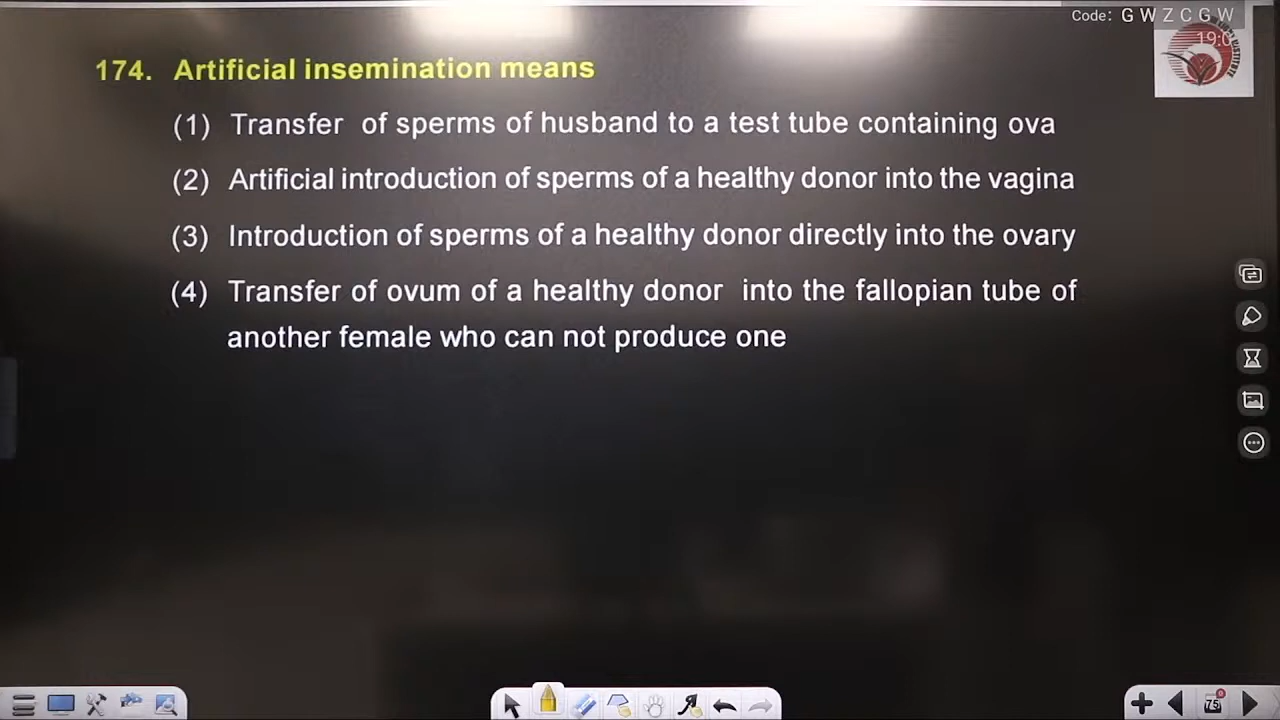 Code: G W Z C G W
19:0
174. Artificial insemination means
(1) Transfer of sperms of husband to a test tube containing ova
(2) Artificial introduction of sperms of a healthy donor into the vagina
(3) Introduction of sperms of a healthy donor directly into the ovary
(4) Transfer of ovum of a healthy donor into the fallopian tube of
another female who can not produce one
75